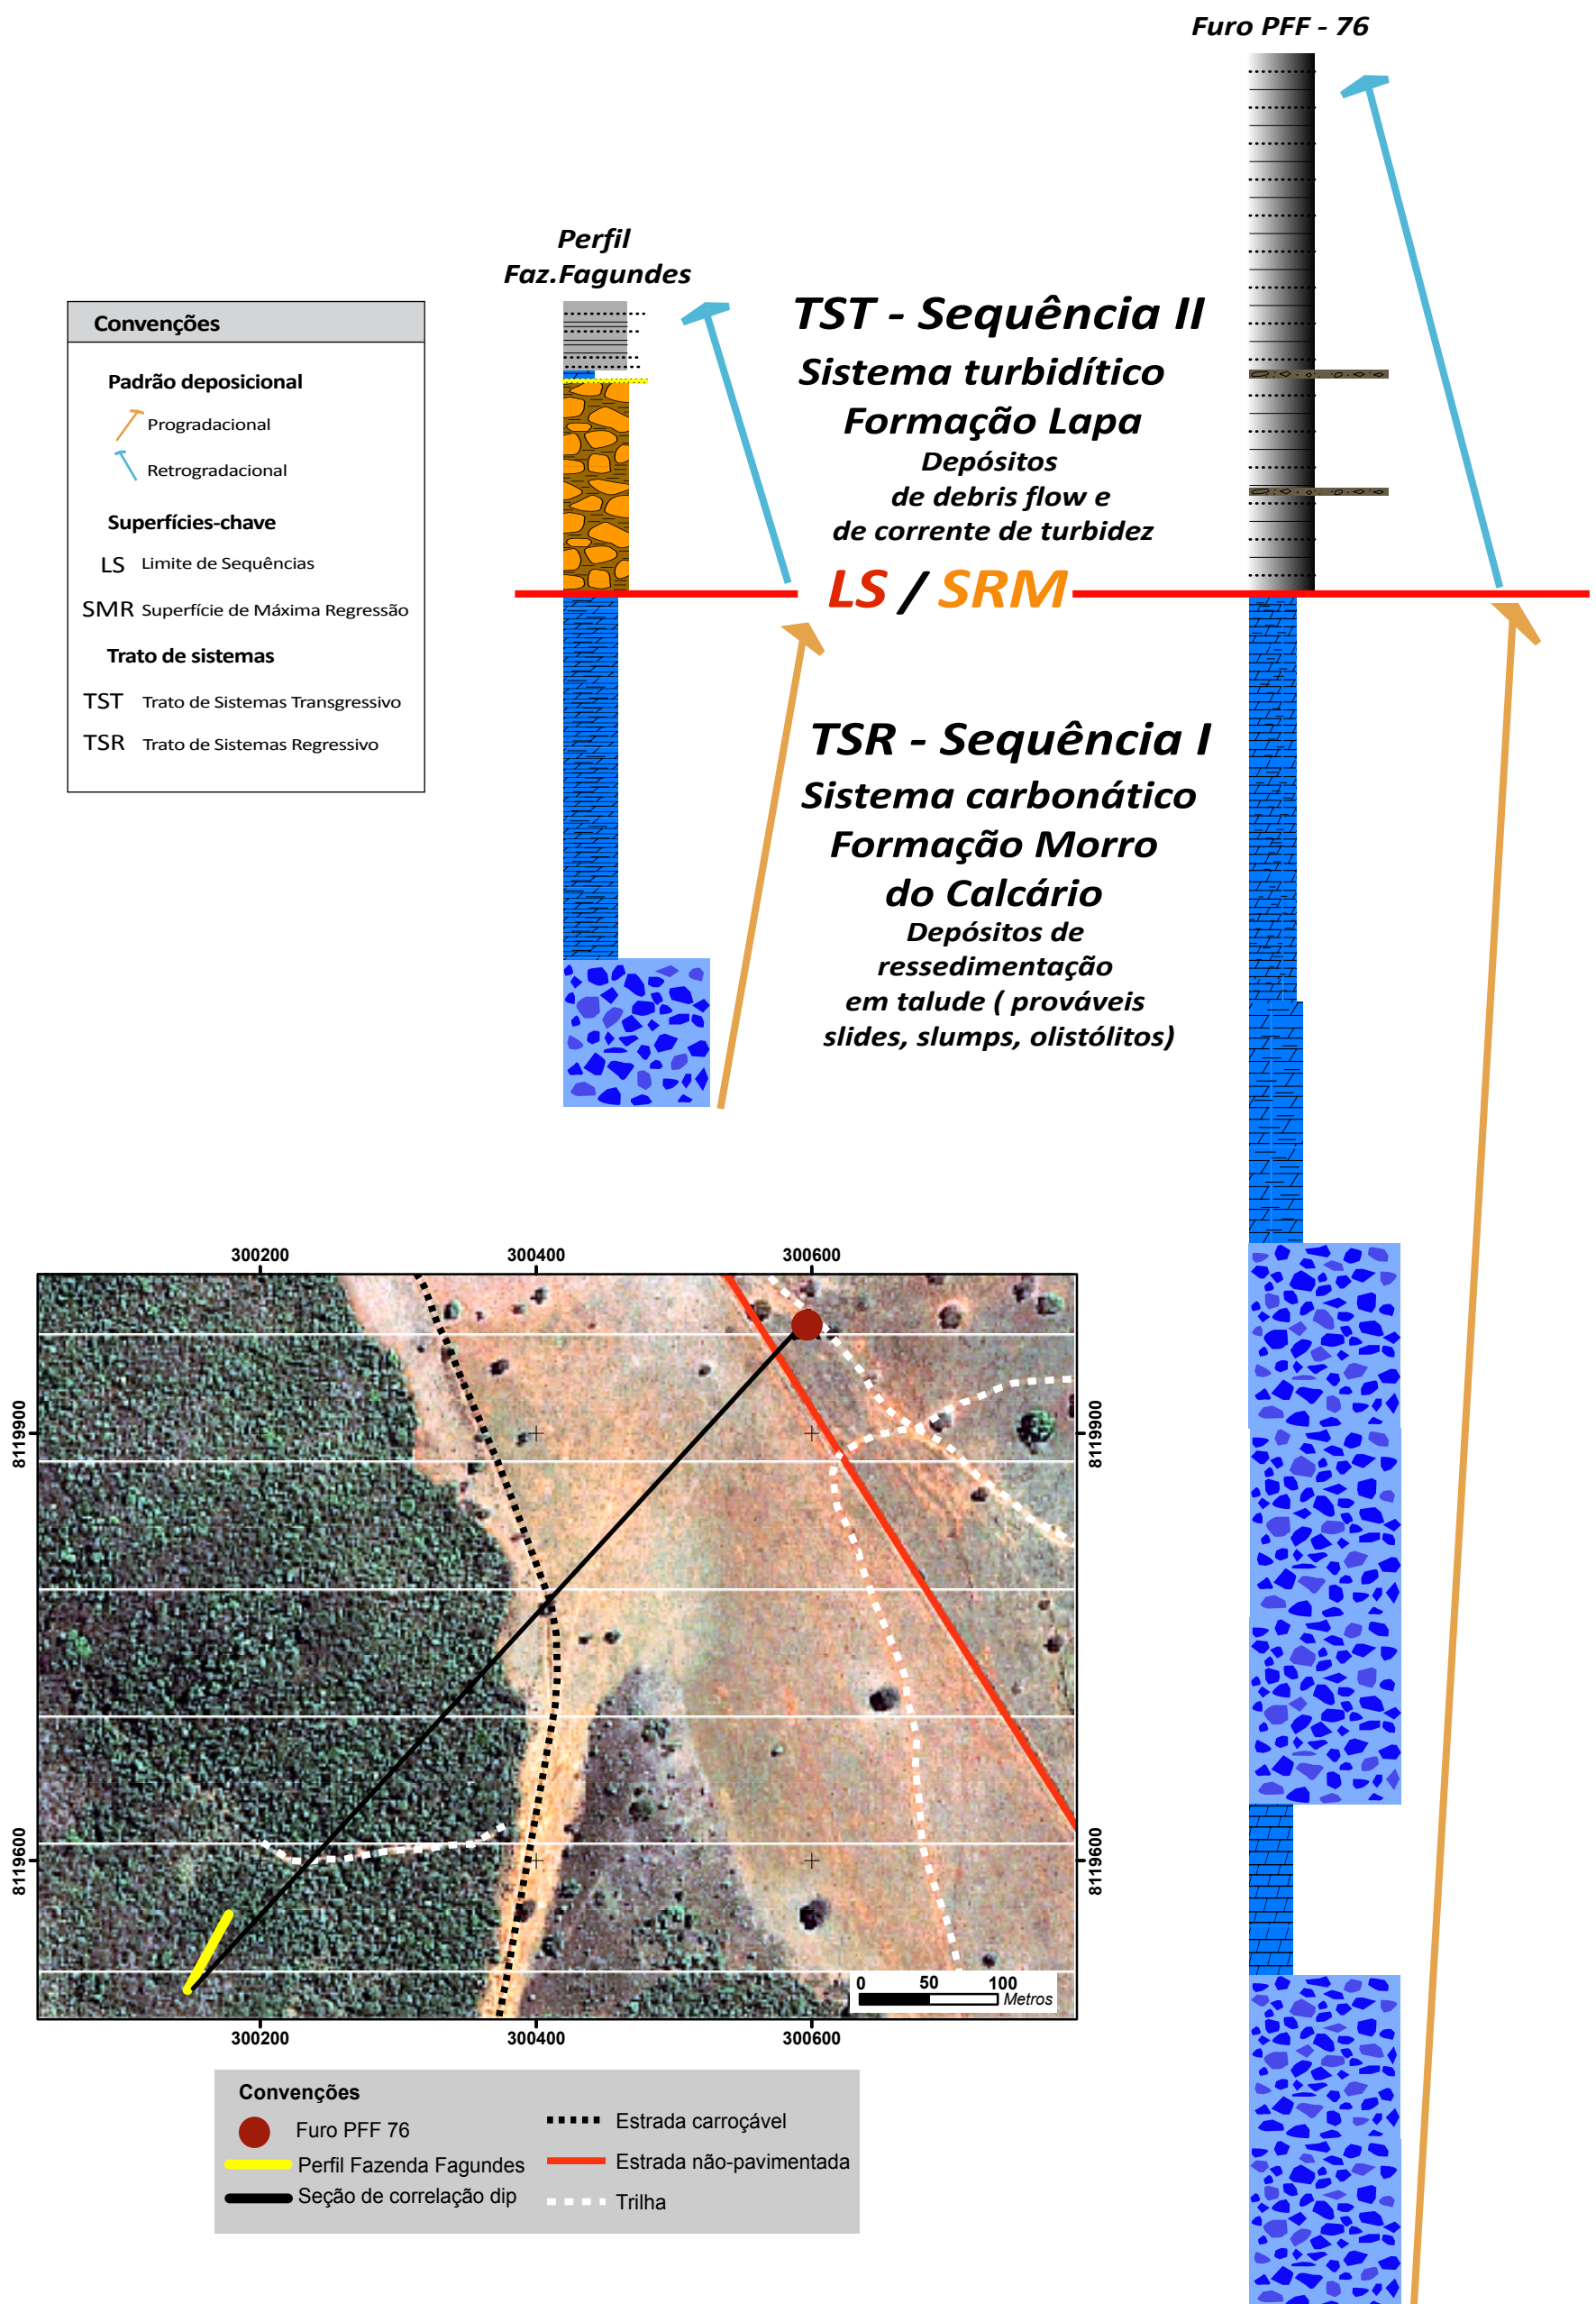 Furo PFF - 76
Perfil
Faz.Fagundes
Convenções
Padrão deposicional
Progradacional
Retrogradacional
Superfícies-chave
LS Limite de Sequências
SMR Superfície de Máxima Regressão
Trato de sistemas
TST Trato de Sistemas Transgressivo
TSR Trato de Sistemas Regressivo
TST - Sequência II
Sistema turbidítico
Formação Lapa
Depósitos
de debris flow e
de corrente de turbidez
LS / SRM
TSR - Sequência I
Sistema carbonático
Formação Morro
do Calcário
Depósitos de
ressedimentação
em talude ( prováveis
slides, slumps, olistólitos)
300200 300400 300600
8119900 8119900
8119600 8119600
0 50 100
Metros
300200 300400 300600
Convenções
Furo PFF 76
Perfil Fazenda Fagundes
Seção de correlação dip
Estrada carroçável
Estrada não-pavimentada
Trilha